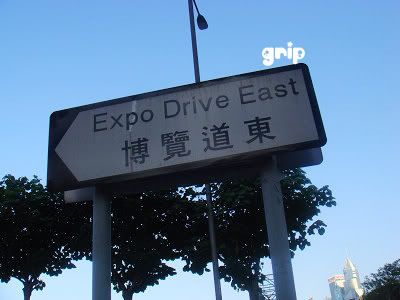 grip
Expo Drive East
博覽道東